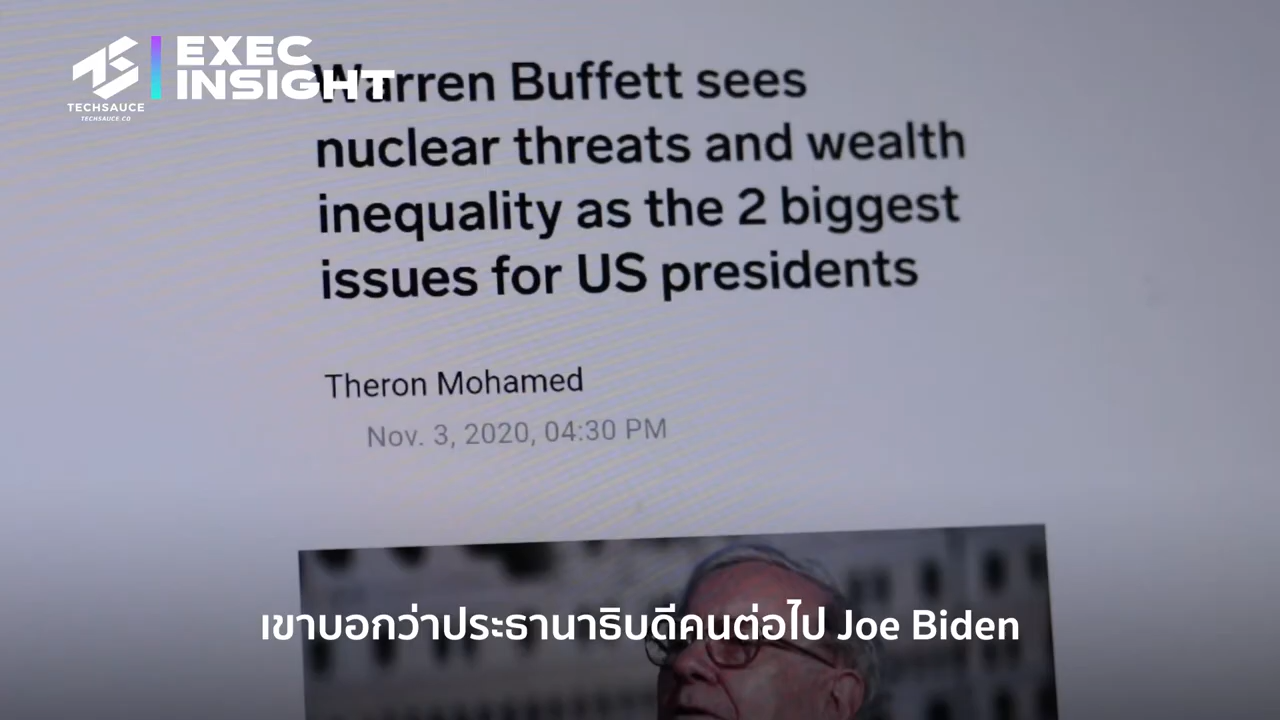 TECHSAUCE
TECHSAUCE.CO
EXEC
INSIGHT
Warren Buffett sees
nuclear threats and wealth
inequality as the 2 biggest
issues for US presidents
Theron Mohamed
Nov. 3, 2020, 04:30 PM
เขาบอกว่าประธานาธิบดีคนต่อไป Joe Biden